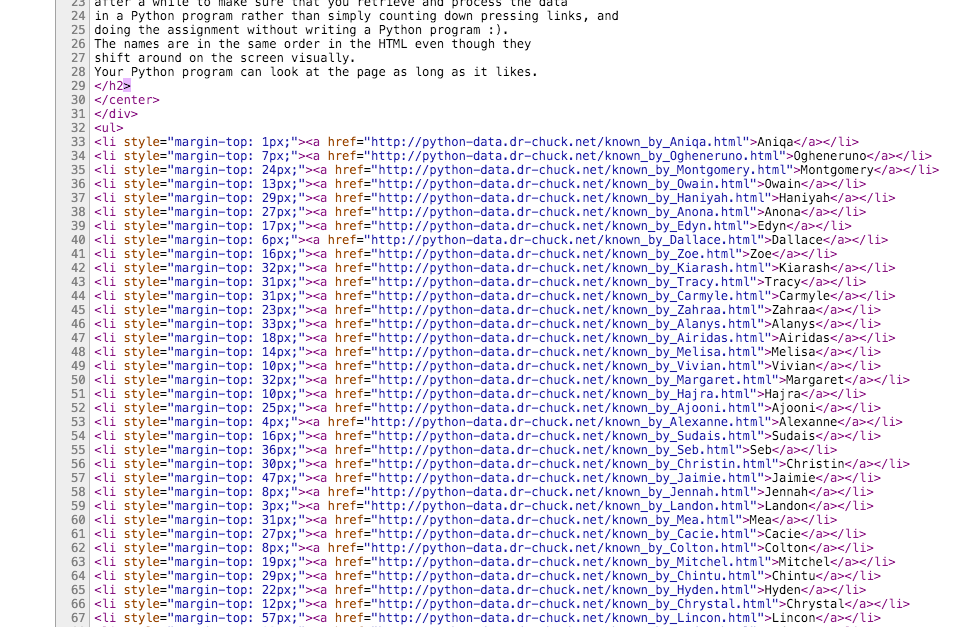 23 after a while to make sure that you retrieve and process the data
24 in a Python program rather than simply counting down pressing links, and
25 doing the assignment without writing a Python program :).
26 The names are in the same order in the HTML even though they
27 shift around on the screen visually.
28 Your Python program can look at the page as long as it likes.
29 </h2>
30 </center>
31 </div>
32 <ul>
33 <li style="margin-top: 1px;"><a href="http://python-data.dr-chuck.net/known_by_Aniqa.html">Aniqa</a></li>
34 <li style="margin-top: 7px;"><a href="http://python-data.dr-chuck.net/known_by_Ogheneruno.html">Ogheneruno</a></li>
35 <li style="margin-top: 24px;"><a href="http://python-data.dr-chuck.net/known_by_Montgomery.html">Montgomery</a></li>
36 <li style="margin-top: 13px;"><a href="http://python-data.dr-chuck.net/known_by_Owain.html">Owain</a></li>
37 <li style="margin-top: 29px;"><a href="http://python-data.dr-chuck.net/known_by_Haniyah.html">Haniyah</a></li>
38 <li style="margin-top: 27px;"><a href="http://python-data.dr-chuck.net/known_by_Anona.html">Anona</a></li>
39 <li style="margin-top: 17px;"><a href="http://python-data.dr-chuck.net/known_by_Edyn.html">Edyn</a></li>
40 <li style="margin-top: 6px;"><a href="http://python-data.dr-chuck.net/known_by_Dallace.html">Dallace</a></li>
41 <li style="margin-top: 16px;"><a href="http://python-data.dr-chuck.net/known_by_Zoe.html">Zoe</a></li>
42 <li style="margin-top: 32px;"><a href="http://python-data.dr-chuck.net/known_by_Kiarash.html">Kiarash</a></li>
43 <li style="margin-top: 31px;"><a href="http://python-data.dr-chuck.net/known_by_Tracy.html">Tracy</a></li>
44 <li style="margin-top: 31px;"><a href="http://python-data.dr-chuck.net/known_by_Carmyle.html">Carmyle</a></li>
45 <li style="margin-top: 23px;"><a href="http://python-data.dr-chuck.net/known_by_Zahraa.html">Zahraa</a></li>
46 <li style="margin-top: 33px;"><a href="http://python-data.dr-chuck.net/known_by_Alanys.html">Alanys</a></li>
47 <li style="margin-top: 18px;"><a href="http://python-data.dr-chuck.net/known_by_Airidas.html">Airidas</a></li>
48 <li style="margin-top: 14px;"><a href="http://python-data.dr-chuck.net/known_by_Melisa.html">Melisa</a></li>
49 <li style="margin-top: 10px;"><a href="http://python-data.dr-chuck.net/known_by_Vivian.html">Vivian</a></li>
50 <li style="margin-top: 32px;"><a href="http://python-data.dr-chuck.net/known_by_Margaret.html">Margaret</a></li>
51 <li style="margin-top: 10px;"><a href="http://python-data.dr-chuck.net/known_by_Hajra.html">Hajra</a></li>
52 <li style="margin-top: 25px;"><a href="http://python-data.dr-chuck.net/known_by_Ajooni.html">Ajooni</a></li>
53 <li style="margin-top: 4px;"><a href="http://python-data.dr-chuck.net/known_by_Alexanne.html">Alexanne</a></li>
54 <li style="margin-top: 16px;"><a href="http://python-data.dr-chuck.net/known_by_Sudais.html">Sudais</a></li>
55 <li style="margin-top: 36px;"><a href="http://python-data.dr-chuck.net/known_by_Seb.html">Seb</a></li>
56 <li style="margin-top: 30px;"><a href="http://python-data.dr-chuck.net/known_by_Christin.html">Christin</a></li>
57 <li style="margin-top: 47px;"><a href="http://python-data.dr-chuck.net/known_by_Jaimie.html">Jaimie</a></li>
58 <li style="margin-top: 8px;"><a href="http://python-data.dr-chuck.net/known_by_Jennah.html">Jennah</a></li>
59 <li style="margin-top: 3px;"><a href="http://python-data.dr-chuck.net/known_by_Landon.html">Landon</a></li>
60 <li style="margin-top: 31px;"><a href="http://python-data.dr-chuck.net/known_by_Mea.html">Mea</a></li>
61 <li style="margin-top: 27px;"><a href="http://python-data.dr-chuck.net/known_by_Cacie.html">Cacie</a></li>
62 <li style="margin-top: 8px;"><a href="http://python-data.dr-chuck.net/known_by_Colton.html">Colton</a></li>
63 <li style="margin-top: 19px;"><a href="http://python-data.dr-chuck.net/known_by_Mitchel.html">Mitchel</a></li>
64 <li style="margin-top: 29px;"><a href="http://python-data.dr-chuck.net/known_by_Chintu.html">Chintu</a></li>
65 <li style="margin-top: 22px;"><a href="http://python-data.dr-chuck.net/known_by_Hyden.html">Hyden</a></li>
66 <li style="margin-top: 12px;"><a href="http://python-data.dr-chuck.net/known_by_Chrystal.html">Chrystal</a></li>
67 <li style="margin-top: 57px;"><a href="http://python-data.dr-chuck.net/known_by_Lincon.html">Lincon</a></li>